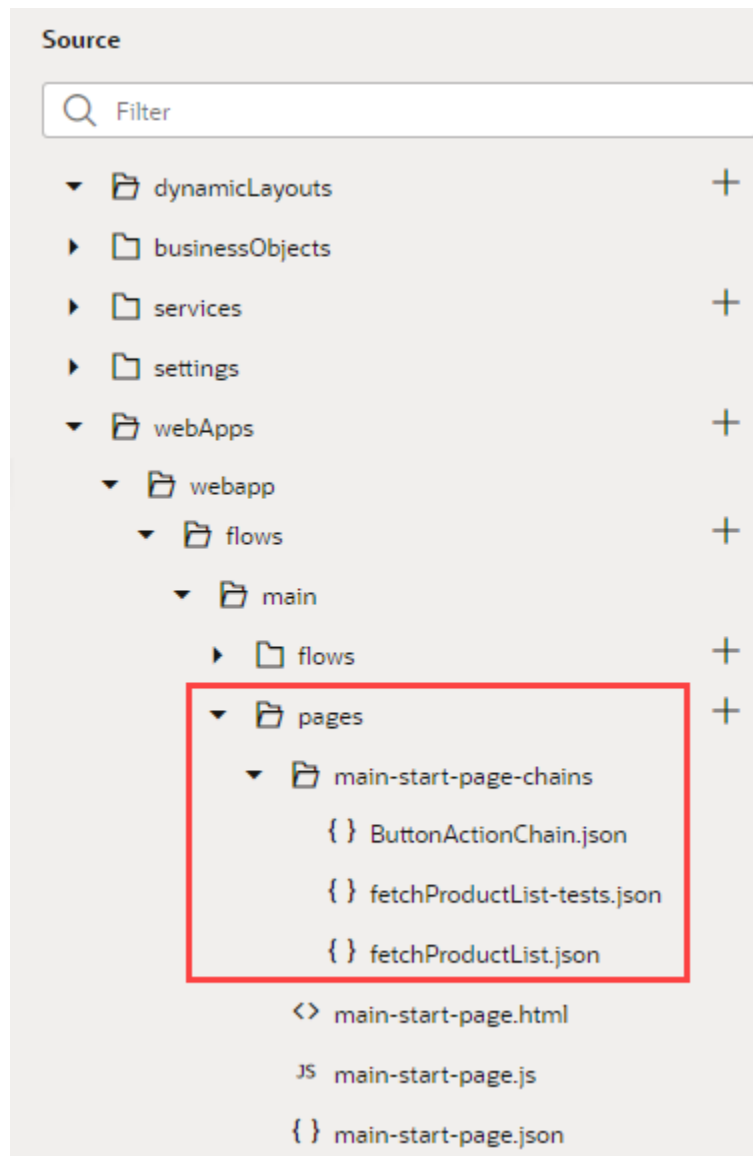 Source
Filter
dynamicLayouts
businessObjects
services
settings
webApps
webapp
flows
main
flows
pages
main-start-page-chains
{ } ButtonActionChain.json
{ } fetchProductList-tests.json
{ } fetchProductList.json
<> main-start-page.html
JS main-start-page.js
{ } main-start-page.json